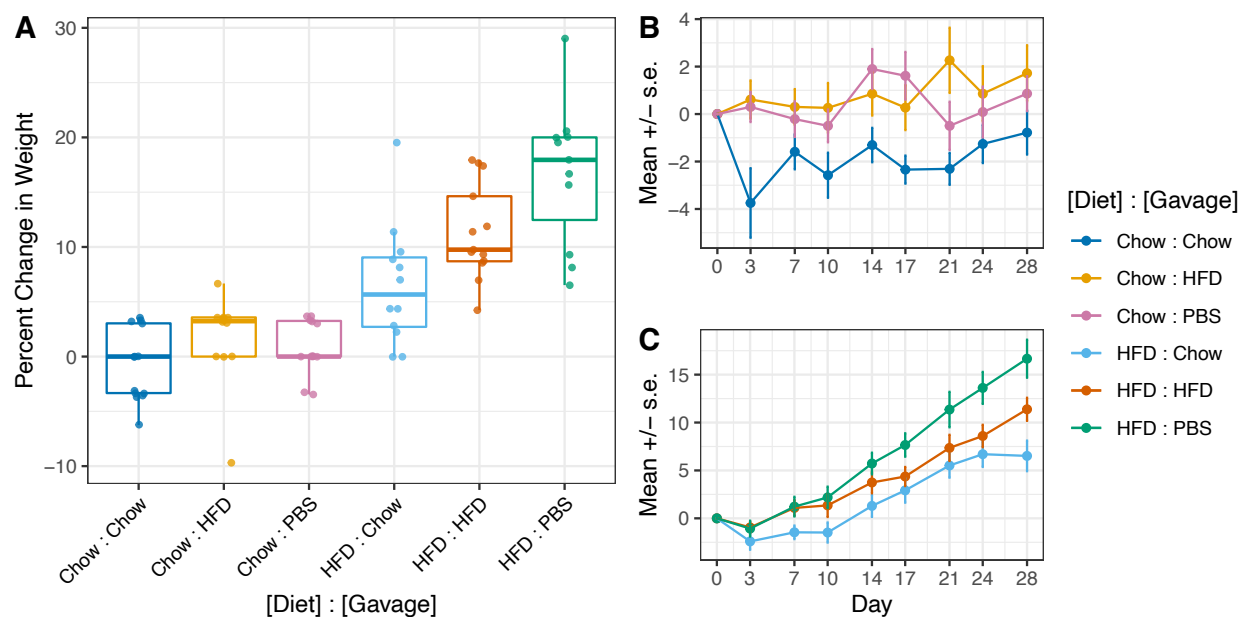 A
Percent Change in Weight
30
20
10
0
−10
Chow : Chow
Chow : HFD
Chow : PBS
HFD : Chow
HFD : HFD
HFD : PBS
[Diet] : [Gavage]
B
Mean +/− s.e.
4
2
0
−2
−4
0 3 7 10 14 17 21 24 28
C
Mean +/− s.e.
15
10
5
0
0 3 7 10 14 17 21 24 28
Day
[Diet] : [Gavage]
Chow : Chow
Chow : HFD
Chow : PBS
HFD : Chow
HFD : HFD
HFD : PBS